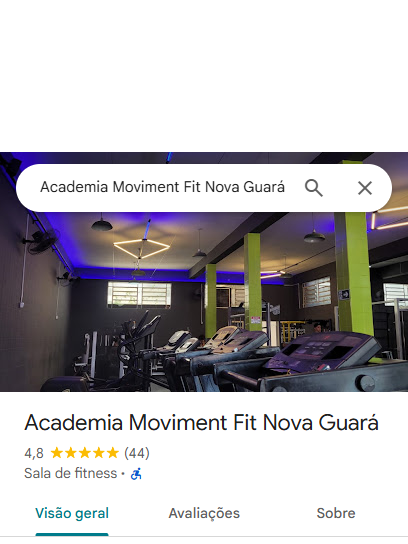 Academia Moviment Fit Nova Guará
Academia Moviment Fit Nova Guará
4,8 (44)
Sala de fitness ·
Visão geral Avaliações Sobre